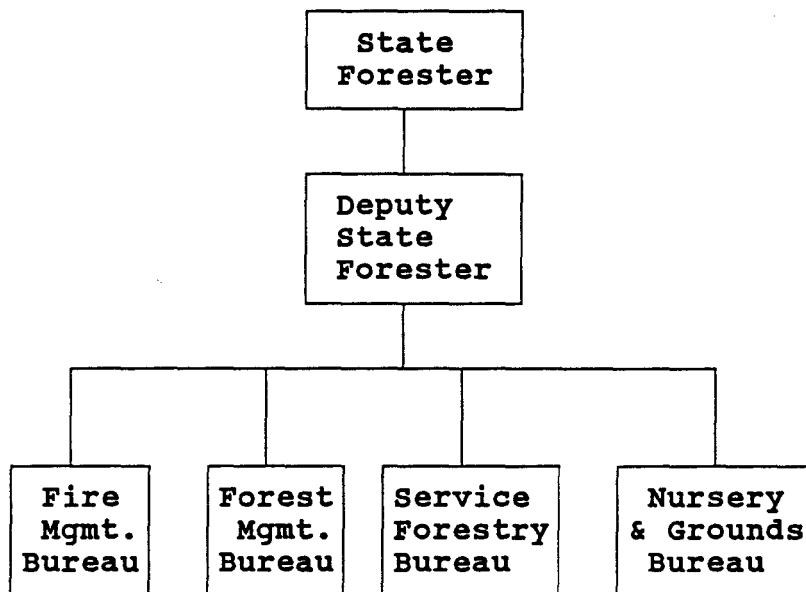 State
Forester
Deputy
State
Forester
Fire
Mgmt.
Bureau
Forest
Mgmt.
Bureau
Service
Forestry
Bureau
Nursery
& Grounds
Bureau